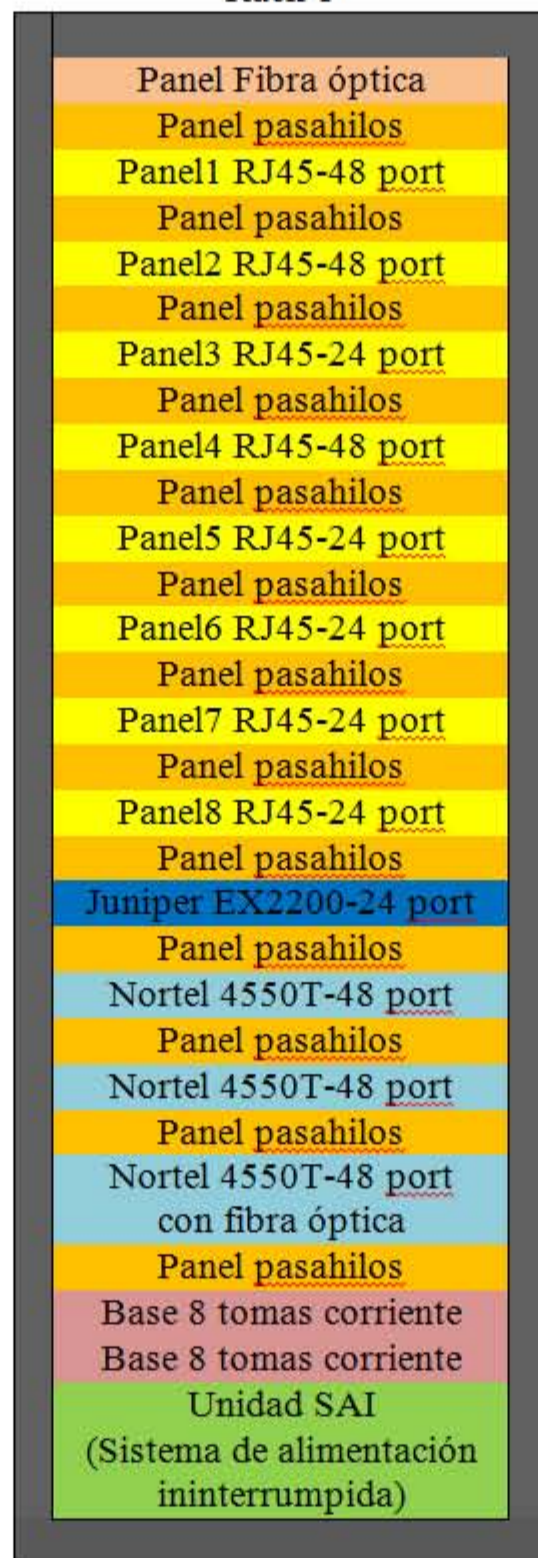 Panel Fibra óptica
Panel pasahilos
Panel1 RJ45-48 port
Panel pasahilos
Panel2 RJ45-48 port
Panel pasahilos
Panel3 RJ45-24 port
Panel pasahilos
Panel4 RJ45-48 port
Panel pasahilos
Panel5 RJ45-24 port
Panel pasahilos
Panel6 RJ45-24 port
Panel pasahilos
Panel7 RJ45-24 port
Panel pasahilos
Panel8 RJ45-24 port
Panel pasahilos
Juniper EX2200-24 port
Panel pasahilos
Nortel 4550T-48 port
Panel pasahilos
Nortel 4550T-48 port
Panel pasahilos
Nortel 4550T-48 port
con fibra óptica
Panel pasahilos
Base 8 tomas corriente
Base 8 tomas corriente
Unidad SAI
(Sistema de alimentación
ininterrumpida)